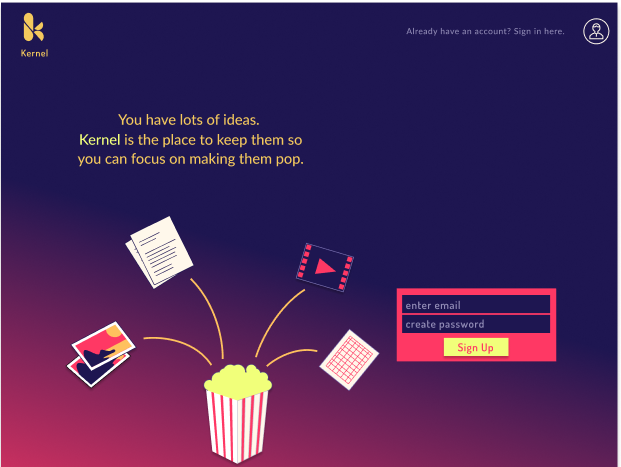 Kernel
Already have an account? Sign in here.
You have lots of ideas.
Kernel is the place to keep them so
you can focus on making them pop.
enter email
create password
Sign Up